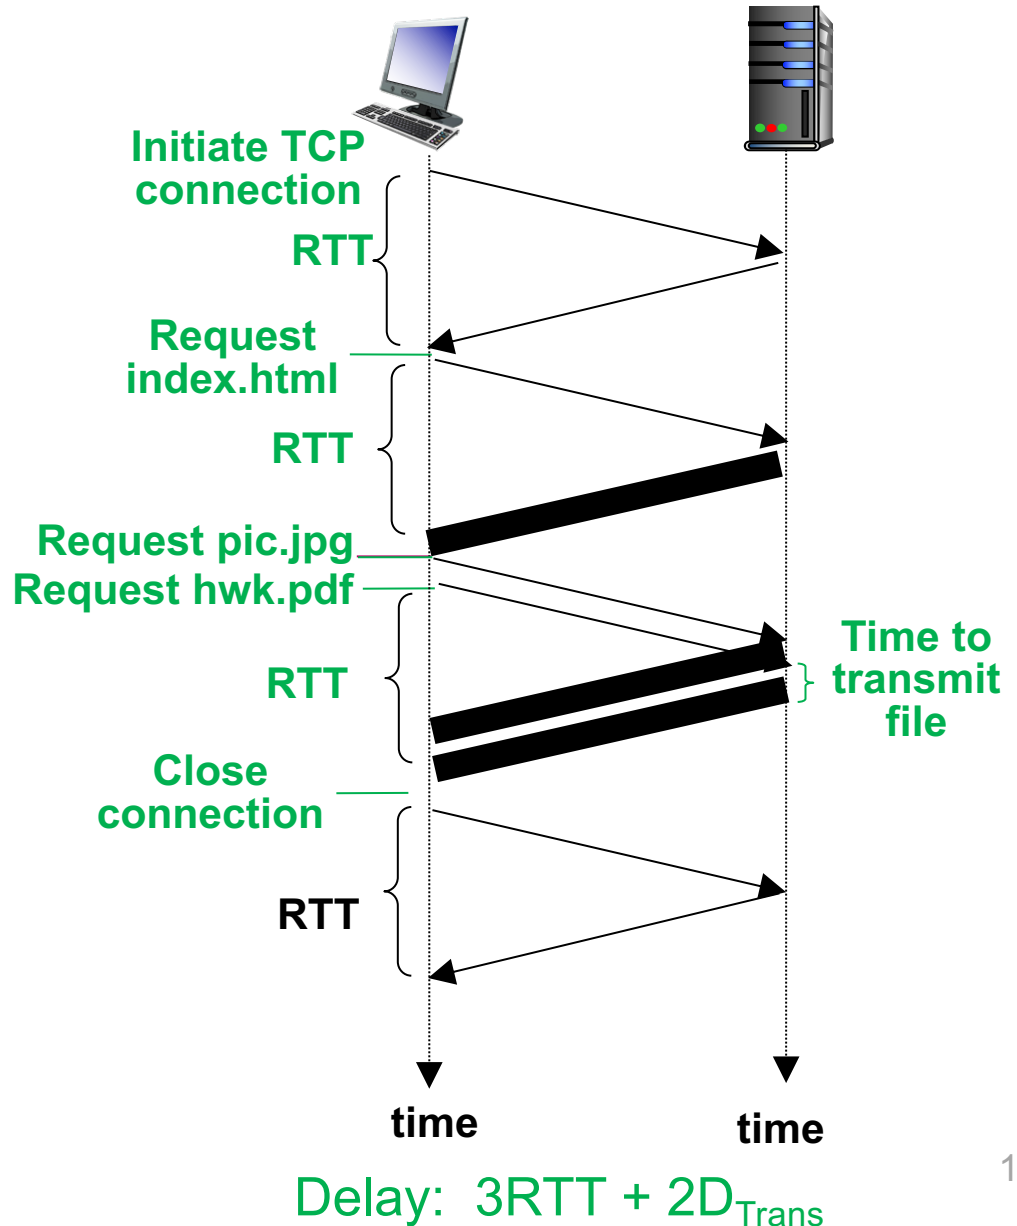 Initiate TCP
connection
RTT
Request
index.html
RTT
Request pic.jpg
Request hwk.pdf
RTT
Time to
transmit
file
Close
connection
RTT
time
time
Delay: 3RTT + 2D_Trans
1